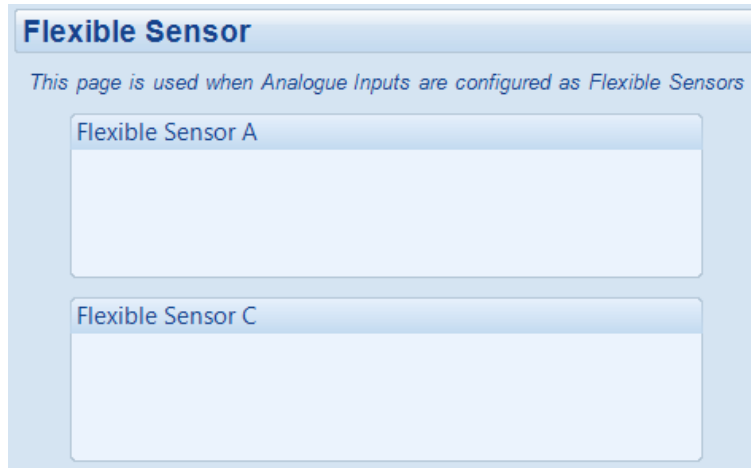 Flexible Sensor
This page is used when Analogue Inputs are configured as Flexible Sensors
Flexible Sensor A
Flexible Sensor C